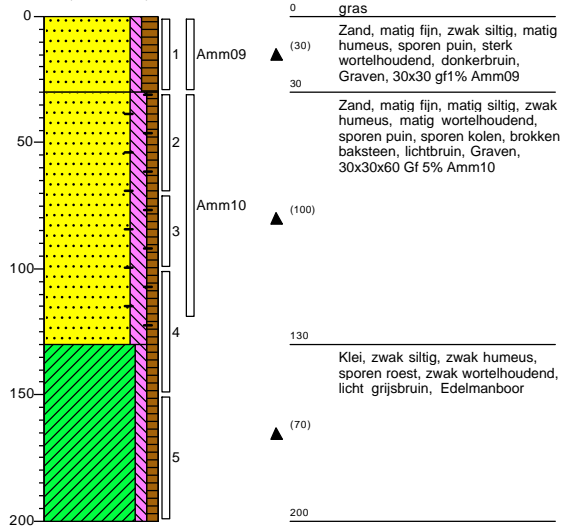 0
gras
0
1
Amm09
(30)
Zand, matig fijn, zwak siltig, matig
humeus, sporen puin, sterk
wortelhoudend, donkerbruin,
Graven, 30x30 gf1% Amm09
30
2
50
Zand, matig fijn, matig siltig, zwak
humeus, matig wortelhoudend,
sporen puin, sporen kolen, brokken
baksteen, lichtbruin, Graven,
30x30x60 Gf 5% Amm10
3
Amm10
(100)
100
4
130
Klei, zwak siltig, zwak humeus,
sporen roest, zwak wortelhoudend,
licht grijsbruin, Edelmanboor
150
5
(70)
200
200